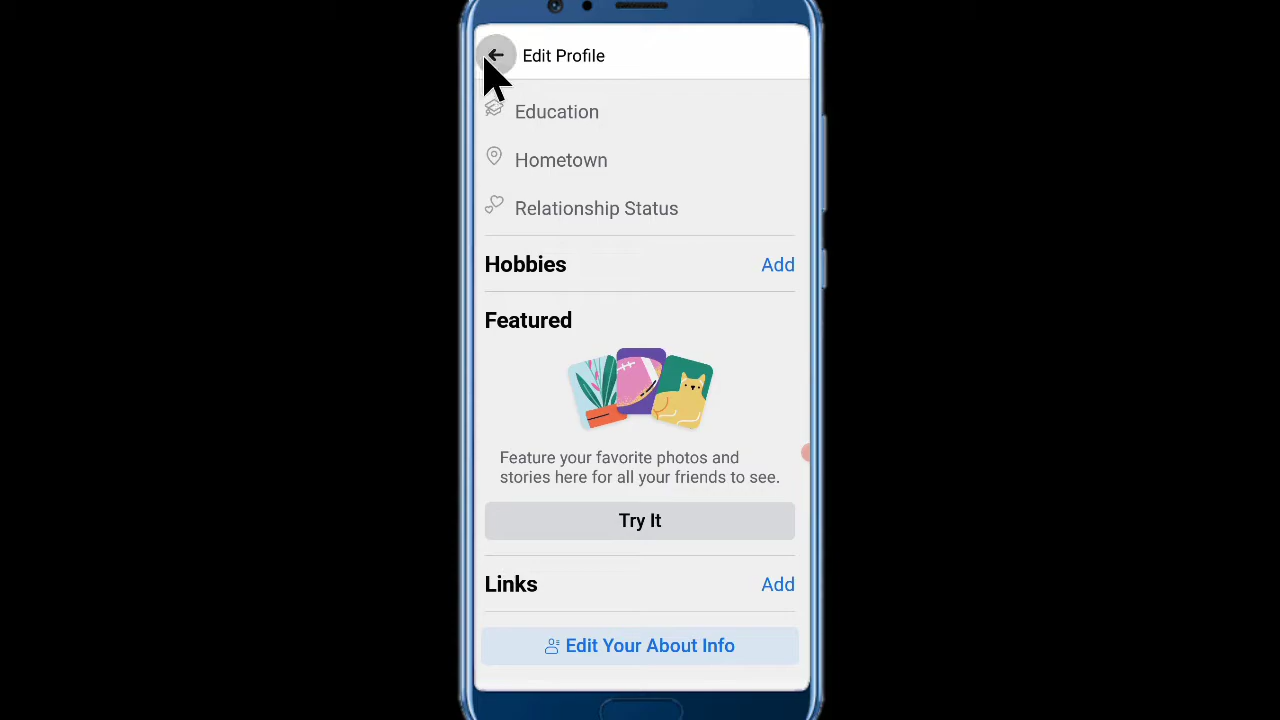 Edit Profile
Education
Hometown
Relationship Status
Hobbies Add
Featured
Feature your favorite photos and
stories here for all your friends to see.
Try It
Links Add
Edit Your About Info